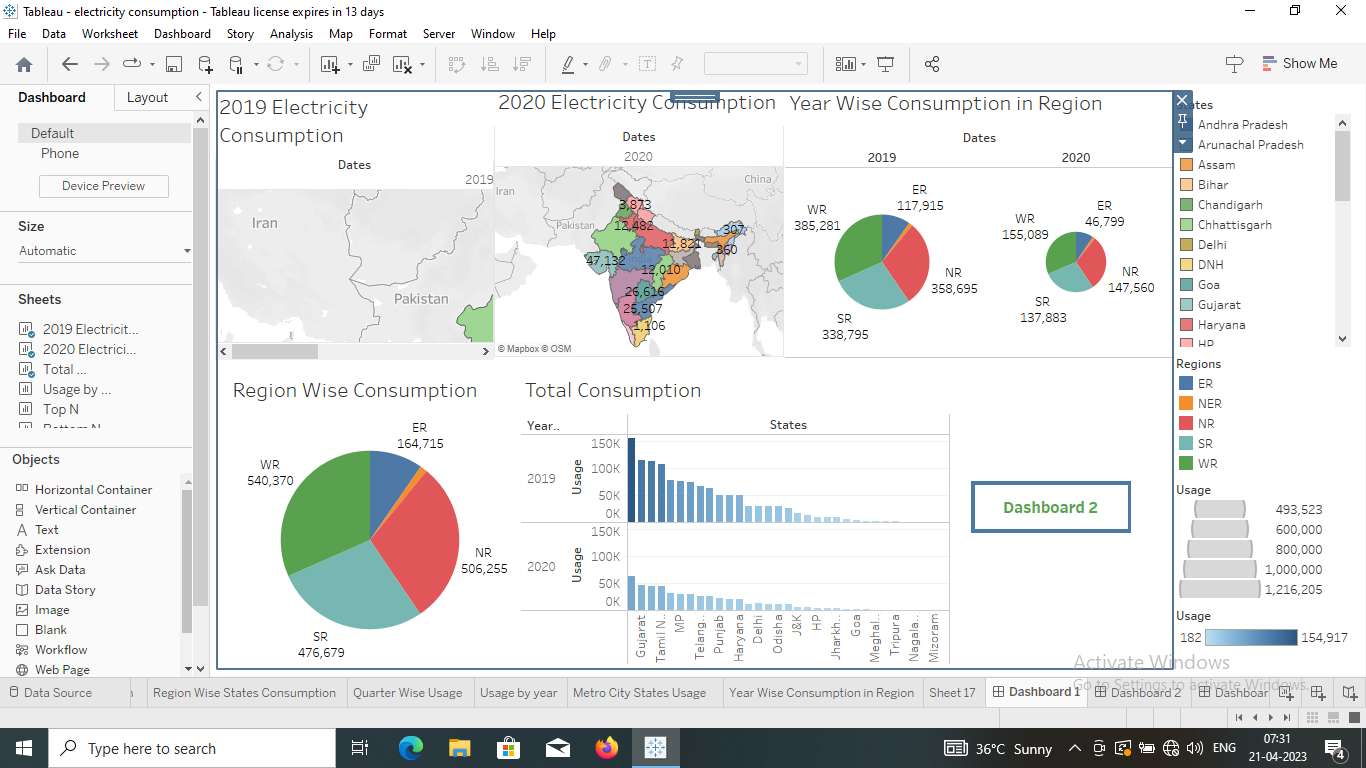 Tableau - electricity consumption - Tableau license expires in 13 days
File Data Worksheet Dashboard Story Analysis Map Format Server Window Help
Show Me
Dashboard Layout
Default
Phone
Device Preview
Size
Automatic
Sheets
2019 Electricit...
2020 Electrici...
Total ...
Usage by ...
Top N
Bottom N
Objects
Horizontal Container
Vertical Container
Text
Extension
Ask Data
Data Story
Image
Blank
Workflow
Web Page
2019 Electricity
Consumption
Dates
2019
Iran
Pakistan
2020 Electricity Consumption
Dates
2020
Iran
China
Pakistan
3,873
12,482
307
11,821
360
47,132
12,010
26,616
25,507
1,106
© Mapbox © OSM
Year Wise Consumption in Region
Dates
2019 2020
ER
117,915
WR
385,281
NR
358,695
SR
338,795
ER
46,799
WR
155,089
NR
147,560
SR
137,883
Region Wise Consumption
ER
164,715
WR
540,370
NR
506,255
SR
476,679
Total Consumption
Year.. States
2019
Usage
150K
100K
50K
0K
2020
Usage
150K
100K
50K
0K
Gujarat
Tamil N..
MP
Telang..
Punjab
Haryana
Delhi
Odisha
J&K
HP
Jharkh..
Goa
Meghal..
Tripura
Nagala..
Mizoram
Dashboard 2
States
Andhra Pradesh
Arunachal Pradesh
Assam
Bihar
Chandigarh
Chhattisgarh
Delhi
DNH
Goa
Gujarat
Haryana
HP
Regions
ER
NER
NR
SR
WR
Usage
493,523
600,000
800,000
1,000,000
1,216,205
Usage
182 154,917
Activate Windows
Go to Settings to activate Windows.
Data Source Region Wise States Consumption Quarter Wise Usage Usage by year Metro City States Usage Year Wise Consumption in Region Sheet 17 Dashboard 1 Dashboard 2 Dashboar
Type here to search
36°C Sunny
ENG
07:31
21-04-2023
4